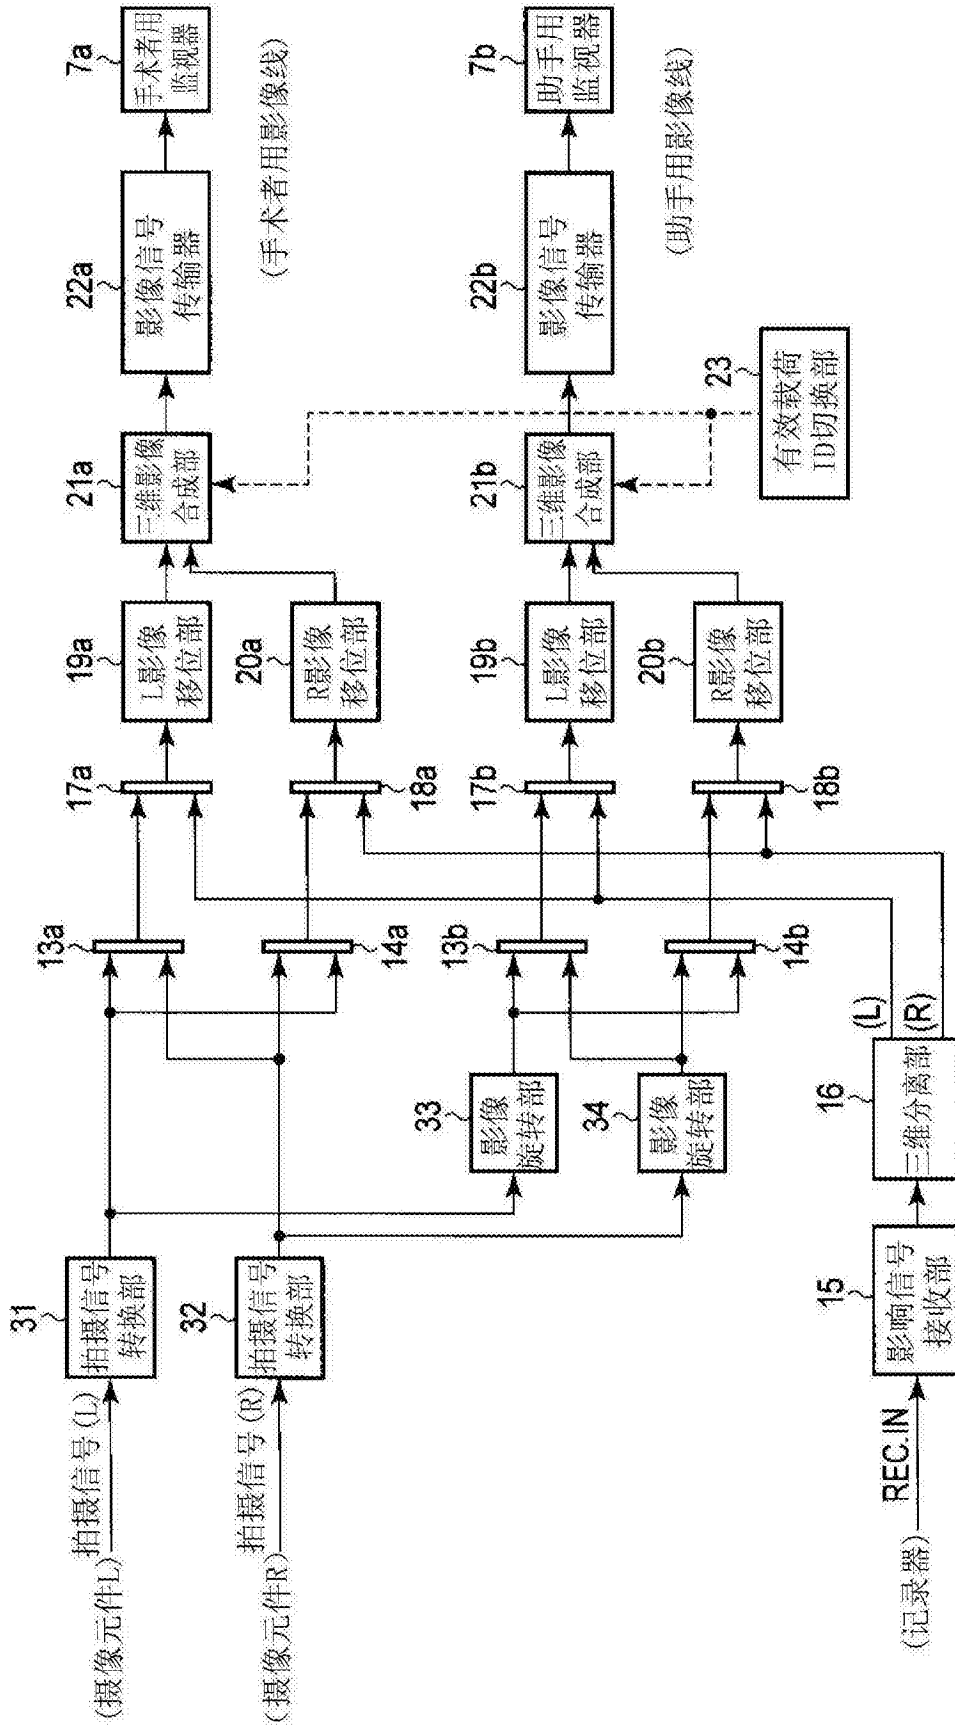 31
拍摄信号
转换部
拍摄信号(L)
(摄像元件L)
32
拍摄信号
转换部
拍摄信号(R)
(摄像元件R)
13a
14a
17a
18a
19a
L影像
移位部
20a
R影像
移位部
21a
三维影像
合成部
22a
影像信号
传输器
7a
手术者用
监视器
(手术者用影像线)
33
影像
旋转部
34
影像
旋转部
13b
14b
17b
18b
19b
L影像
移位部
20b
R影像
移位部
21b
三维影像
合成部
22b
影像信号
传输器
7b
助手用
监视器
(助手用影像线)
23
有效载荷
ID切换部
(记录器)
REC.IN
15
影响信号
接收部
16
三维分离部
(L)
(R)